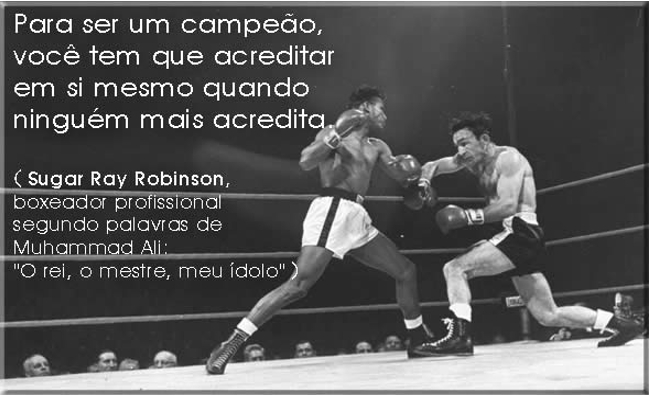 Para ser um campeão,
você tem que acreditar
em si mesmo quando
ninguém mais acredita.
( Sugar Ray Robinson,
boxeador profissional
segundo palavras de
Muhammad Ali:
"O rei, o mestre, meu ídolo" )